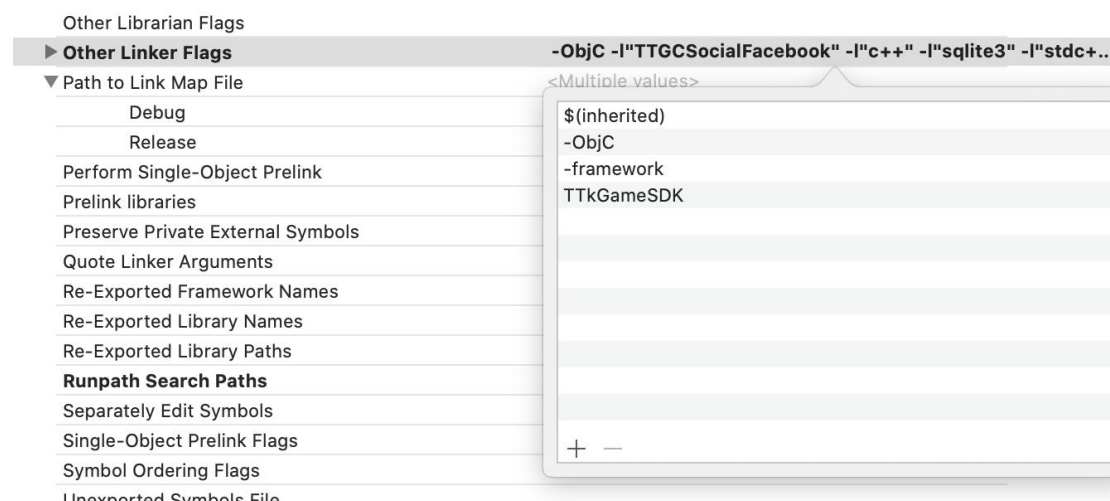 Other Librarian Flags
Other Linker Flags -ObjC -l"TTGCSocialFacebook" -l"c++" -l"sqlite3" -l"stdc+...
Path to Link Map File <Multiple values>
Debug
Release
Perform Single-Object Prelink
Prelink libraries
Preserve Private External Symbols
Quote Linker Arguments
Re-Exported Framework Names
Re-Exported Library Names
Re-Exported Library Paths
Runpath Search Paths
Separately Edit Symbols
Single-Object Prelink Flags
Symbol Ordering Flags
Unexported Symbols File
$(inherited)
-ObjC
-framework
TTkGameSDK